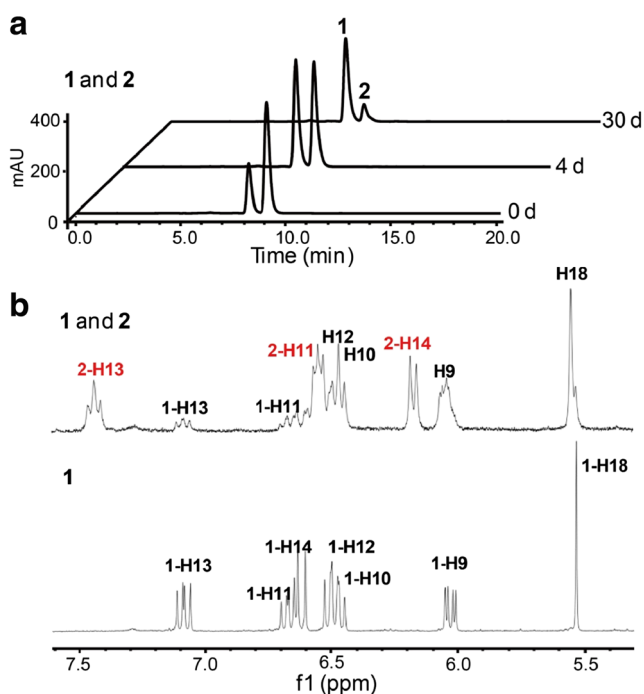 a
1 and 2
1
2
400
200
0
mAU
30 d
4 d
0 d
0.0 5.0 10.0 15.0 20.0
Time (min)
b
1 and 2
2-H13
1-H13
1-H11
2-H11
H12
H10
2-H14
H9
H18
1
1-H13
1-H11
1-H14
1-H12
1-H10
1-H9
1-H18
7.5 7.0 6.5 6.0 5.5
f1 (ppm)